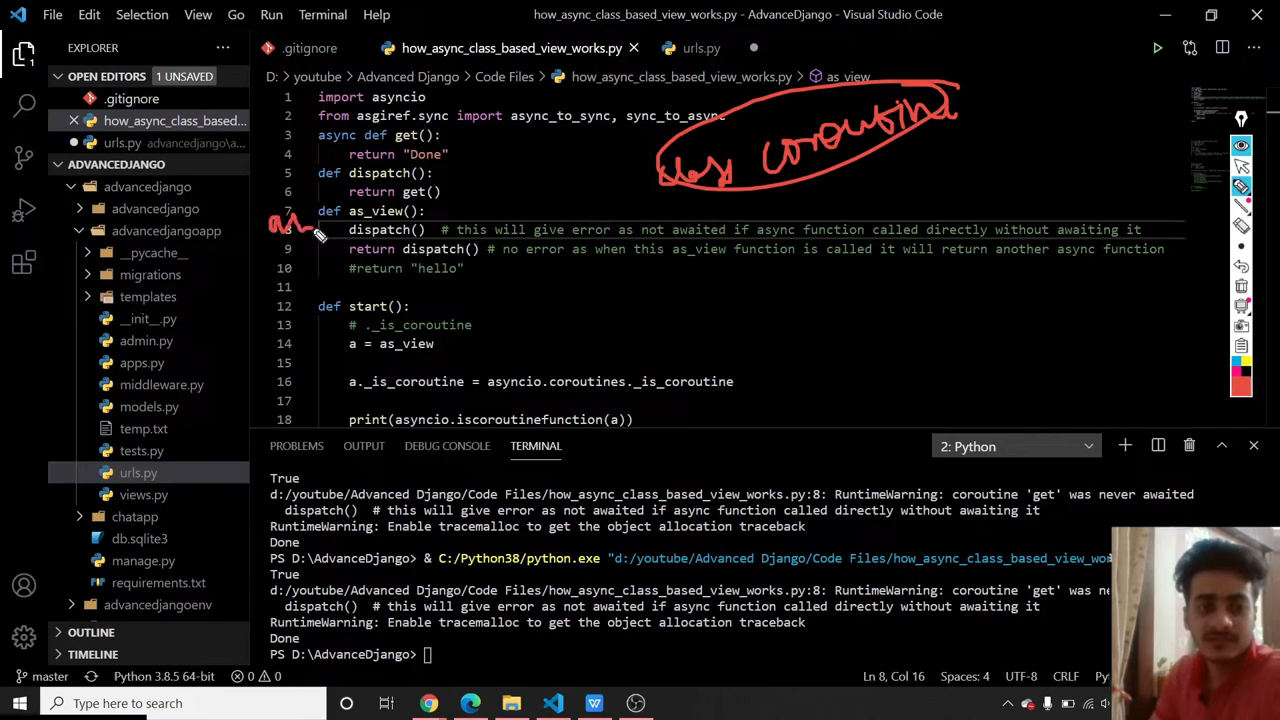 File Edit Selection View Go Run Terminal Help
how_async_class_based_view_works.py - AdvanceDjango - Visual Studio Code
EXPLORER
.gitignore
how_async_class_based_view_works.py
urls.py
OPEN EDITORS 1 UNSAVED
.gitignore
how_async_class_based...
urls.py advancedjango\a...
ADVANCEDJANGO
advancedjango
advancedjango
advancedjangoapp
__pycache__
migrations
templates
__init__.py
admin.py
apps.py
middleware.py
models.py
temp.txt
tests.py
urls.py
views.py
chatapp
db.sqlite3
manage.py
requirements.txt
advancedjangoenv
OUTLINE
TIMELINE
D: > youtube > Advanced Django > Code Files > how_async_class_based_view_works.py > as_view
1 import asyncio
2 from asgiref.sync import async_to_sync, sync_to_async
3 async def get():
4 return "Done"
5 def dispatch():
6 return get()
7 def as_view():
8 dispatch() # this will give error as not awaited if async function called directly without awaiting it
9 return dispatch() # no error as when this as_view function is called it will return another async function
10 #return "hello"
11
12 def start():
13 # ._is_coroutine
14 a = as_view
15
16 a._is_coroutine = asyncio.coroutines._is_coroutine
17
18 print(asyncio.iscoroutinefunction(a))
coroutine
PROBLEMS OUTPUT DEBUG CONSOLE TERMINAL
2: Python
True
d:/youtube/Advanced Django/Code Files/how_async_class_based_view_works.py:8: RuntimeWarning: coroutine 'get' was never awaited
dispatch() # this will give error as not awaited if async function called directly without awaiting it
RuntimeWarning: Enable tracemalloc to get the object allocation traceback
Done
PS D:\AdvanceDjango> & C:/Python38/python.exe "d:/youtube/Advanced Django/Code Files/how_async_class_based_view_wor
True
d:/youtube/Advanced Django/Code Files/how_async_class_based_view_works.py:8: RuntimeWarning: coroutine 'get' was ne
dispatch() # this will give error as not awaited if async function called directly without awaiting it
RuntimeWarning: Enable tracemalloc to get the object allocation traceback
Done
PS D:\AdvanceDjango>
master Python 3.8.5 64-bit 0 0
Ln 8, Col 16 Spaces: 4 UTF-8 CRLF Py
Type here to search